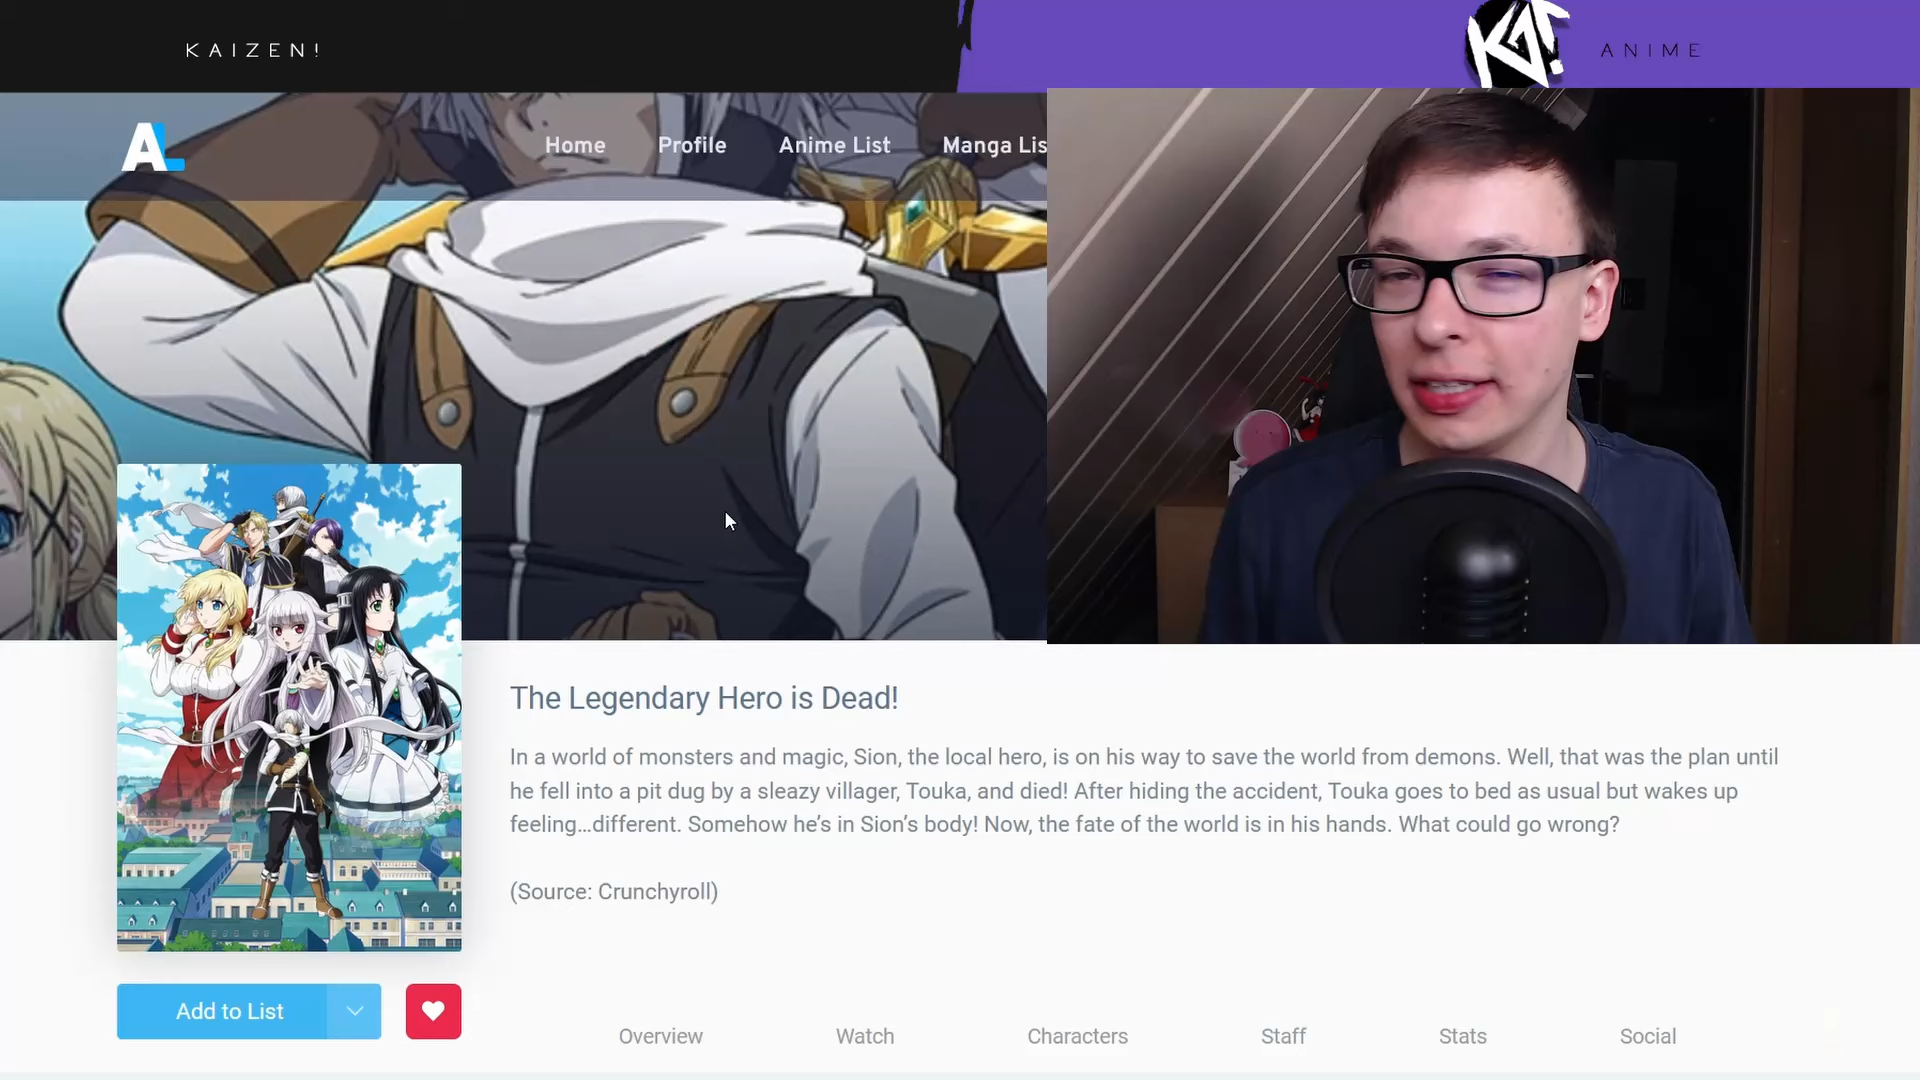 KAIZEN!
KAI!
ANIME
AL
Home Profile Anime List Manga Lis
The Legendary Hero is Dead!
In a world of monsters and magic, Sion, the local hero, is on his way to save the world from demons. Well, that was the plan until
he fell into a pit dug by a sleazy villager, Touka, and died! After hiding the accident, Touka goes to bed as usual but wakes up
feeling…different. Somehow he’s in Sion’s body! Now, the fate of the world is in his hands. What could go wrong?
(Source: Crunchyroll)
Add to List
Overview Watch Characters Staff Stats Social